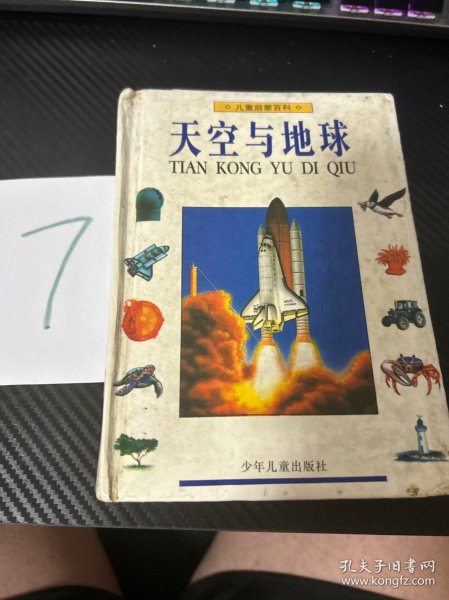 儿童启蒙百科
天空与地球
TIAN KONG YU DI QIU
7
少年儿童出版社
孔夫子旧书网
www.kongfz.com